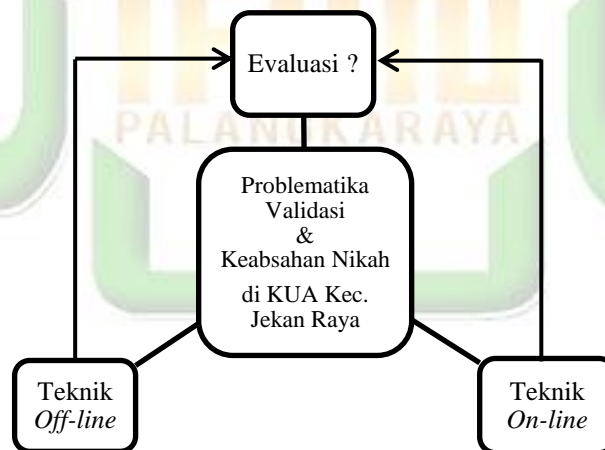 PALANGKARAYA
Evaluasi ?
Problematika
Validasi
&
Keabsahan Nikah
di KUA Kec.
Jekan Raya
Teknik
Off-line
Teknik
On-line